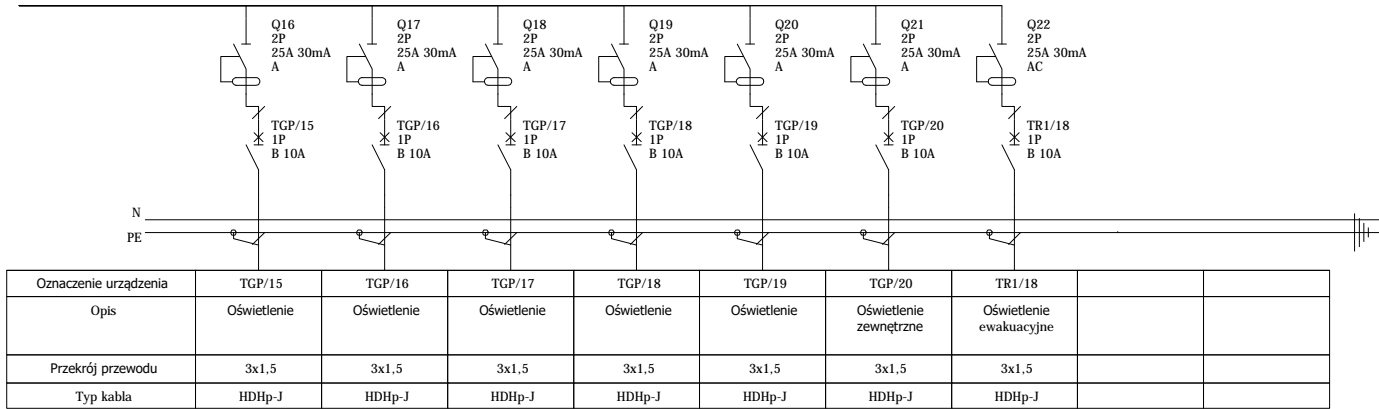 Q16
2P
25A 30mA
A
Q17
2P
25A 30mA
A
Q18
2P
25A 30mA
A
Q19
2P
25A 30mA
A
Q20
2P
25A 30mA
A
Q21
2P
25A 30mA
A
Q22
2P
25A 30mA
AC
TGP/15
1P
B 10A
TGP/16
1P
B 10A
TGP/17
1P
B 10A
TGP/18
1P
B 10A
TGP/19
1P
B 10A
TGP/20
1P
B 10A
TR1/18
1P
B 10A
N
PE
Oznaczenie urządzenia TGP/15 TGP/16 TGP/17 TGP/18 TGP/19 TGP/20 TR1/18
Opis Oświetlenie Oświetlenie Oświetlenie Oświetlenie Oświetlenie Oświetlenie Oświetlenie
zewnętrzne ewakuacyjne
Przekrój przewodu 3x1,5 3x1,5 3x1,5 3x1,5 3x1,5 3x1,5 3x1,5
Typ kabla HDHp-J HDHp-J HDHp-J HDHp-J HDHp-J HDHp-J HDHp-J